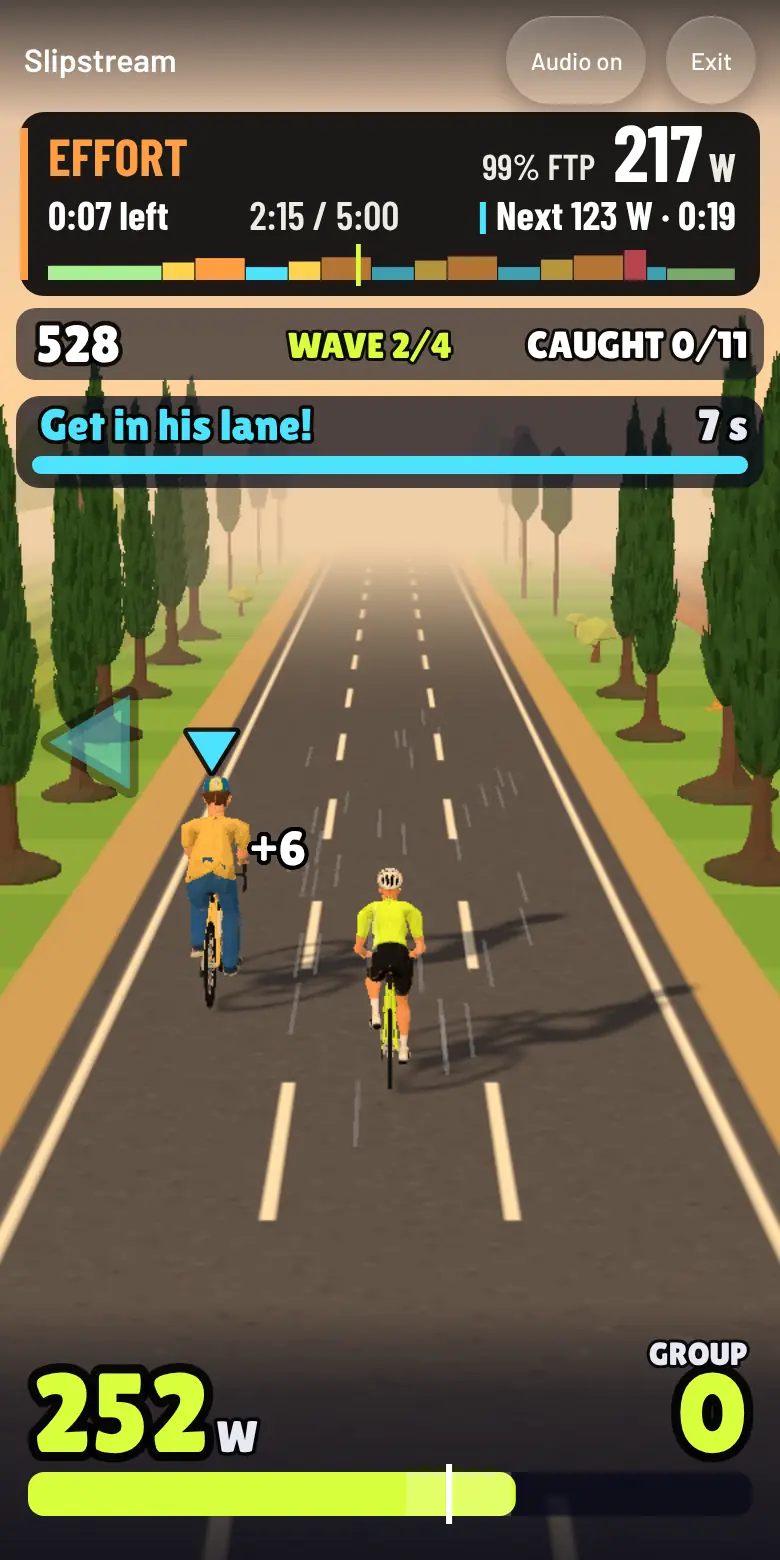 Slipstream
Audio on
Exit
EFFORT
99% FTP 217 W
0:07 left
2:15 / 5:00
Next 123 W · 0:19
528
WAVE 2/4
CAUGHT 0/11
Get in his lane!
7 s
+6
GROUP
252 W
0